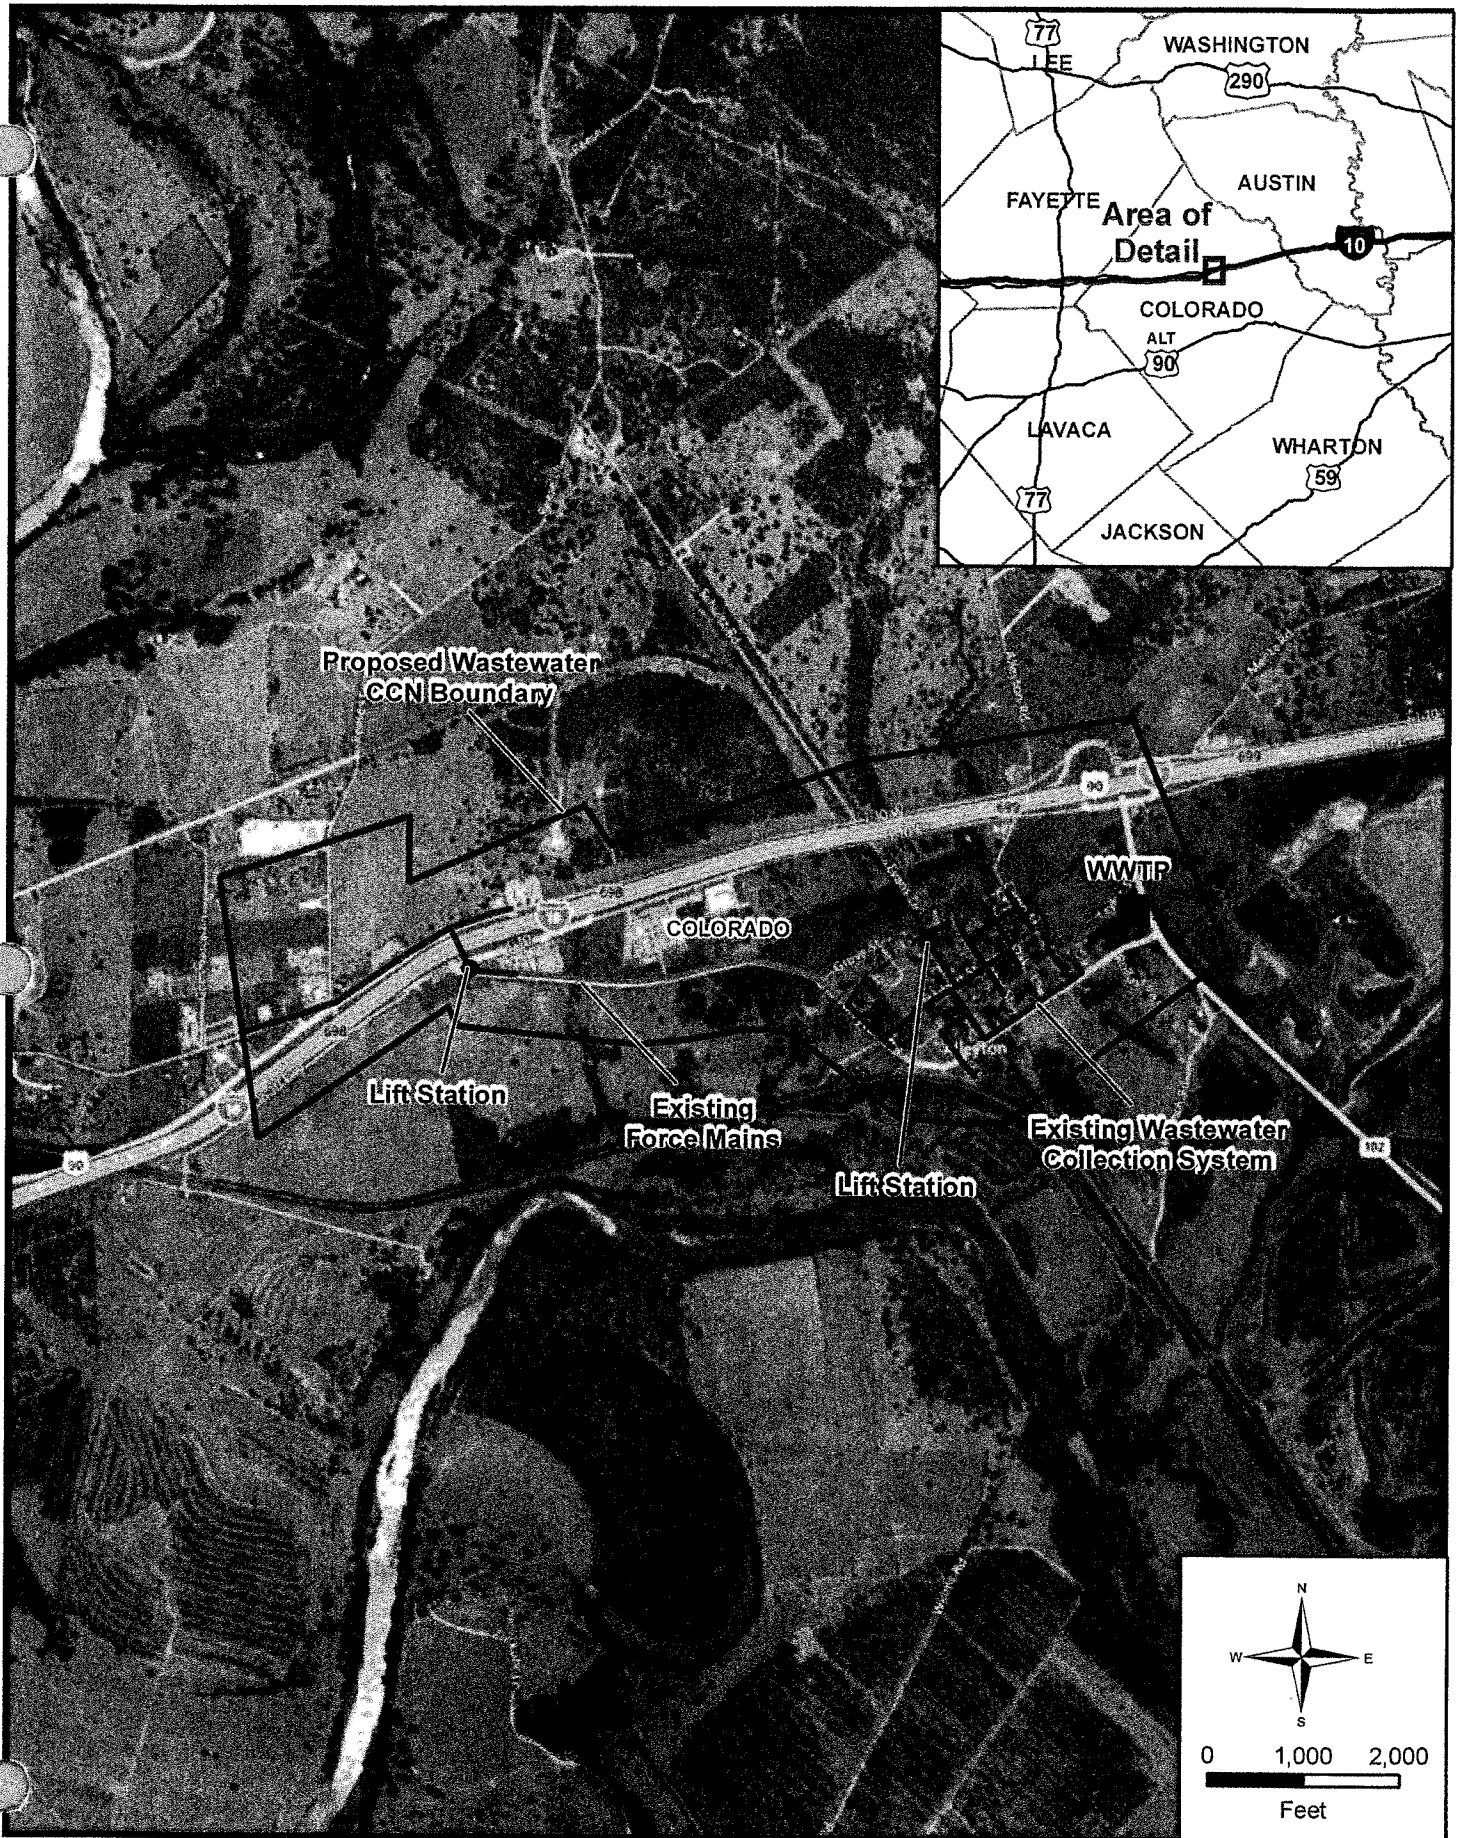 77
LEE
WASHINGTON
290
AUSTIN
FAYETTE
Area of
Detail
10
COLORADO
ALT
90
LAVACA
WHARTON
59
77
JACKSON
Proposed Wastewater
CCN Boundary
90
WWTP
COLORADO
698
Lift Station
Existing
Force Mains
Existing Wastewater
Collection System
Lift Station
90
102
N
W
E
S
0 1,000 2,000
Feet